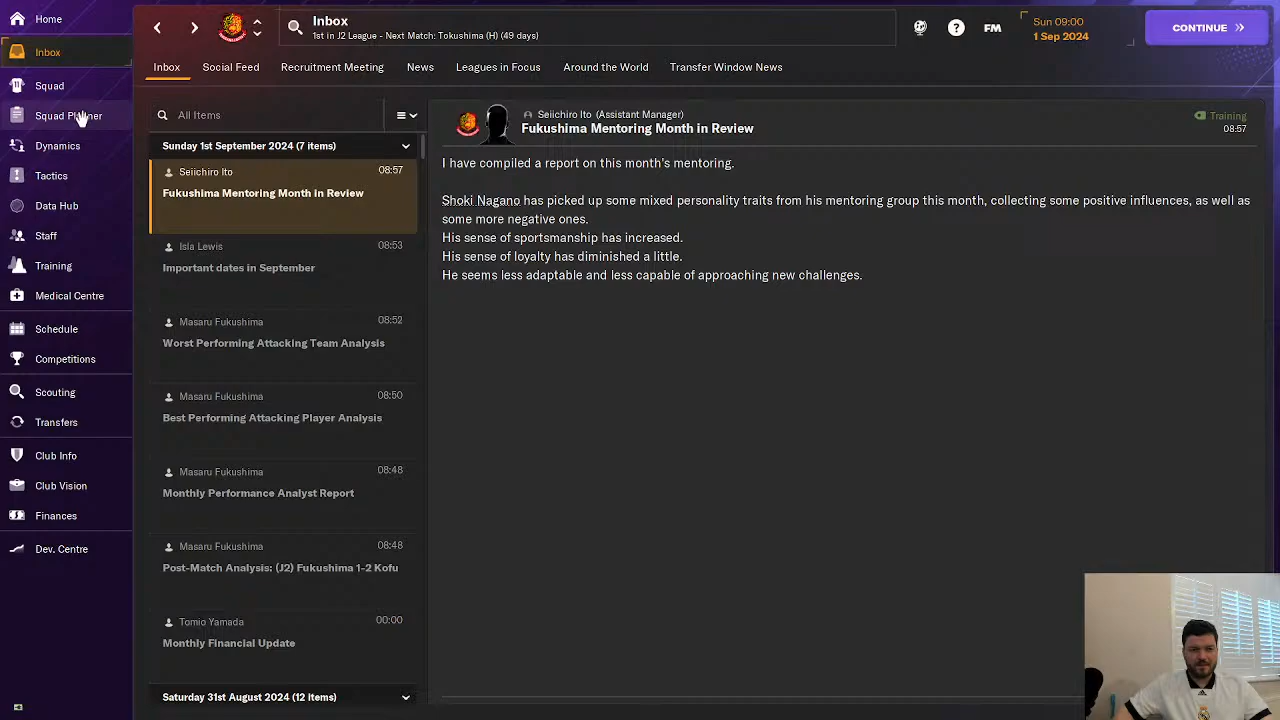 Home
Inbox
Squad
Squad Planner
Dynamics
Tactics
Data Hub
Staff
Training
Medical Centre
Schedule
Competitions
Scouting
Transfers
Club Info
Club Vision
Finances
Dev. Centre
Inbox
1st in J2 League - Next Match: Tokushima (H) (6 days)
?
FM
Sun 09:00
1 Sep 2024
CONTINUE
Inbox
Social Feed
Recruitment Meeting
News
Leagues in Focus
Around the World
Transfer Window News
All Items
Sunday 1st September 2024 (7 items)
Seiichiro Ito
08:57
Fukushima Mentoring Month in Review
Isla Lewis
08:53
Important dates in September
Masaru Fukushima
08:52
Worst Performing Attacking Team Analysis
Masaru Fukushima
08:50
Best Performing Attacking Player Analysis
Masaru Fukushima
08:48
Monthly Performance Analyst Report
Masaru Fukushima
08:48
Post-Match Analysis: (J2) Fukushima 1-2 Kofu
Tomio Yamada
00:00
Monthly Financial Update
Saturday 31st August 2024 (12 Items)
Seiichiro Ito (Assistant Manager)
Fukushima Mentoring Month in Review
Training
08:57
I have compiled a report on this month's mentoring.
Shoki Nagano has picked up some mixed personality traits from his mentoring group this month, collecting some positive influences, as well as
some more negative ones.
His sense of sportsmanship has increased.
His sense of loyalty has diminished a little.
He seems less adaptable and less capable of approaching new challenges.